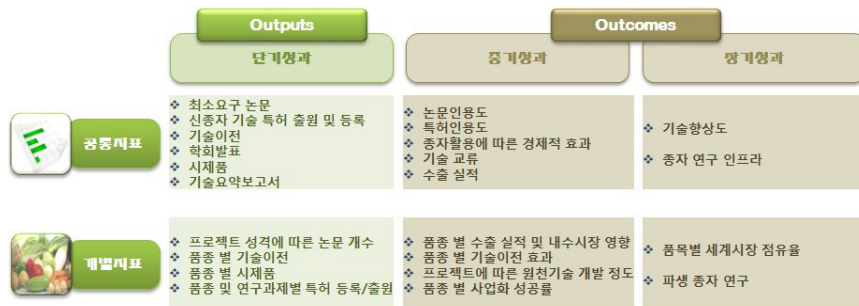 Outputs
Outcomes
단기성과
중기성과
장기성과
공통지표
❖ 최소요구 논문
❖ 신종자 기술 특허 출원 및 등록
❖ 기술이전
❖ 학회발표
❖ 시제품
❖ 기술요약보고서
❖ 논문인용도
❖ 특허인용도
❖ 종자활용에 따른 경제적 효과
❖ 기술 교류
❖ 수출 실적
❖ 기술향상도
❖ 종자 연구 인프라
개별지표
❖ 프로젝트 성격에 따른 논문 개수
❖ 품종 별 기술이전
❖ 품종 별 시제품
❖ 품종 및 연구과제별 특허 등록/출원
❖ 품종 별 수출 실적 및 내수시장 영향
❖ 품종 별 기술이전 효과
❖ 프로젝트에 따른 원천기술 개발 정도
❖ 품종 별 사업화 성공률
❖ 품목별 세계시장 점유율
❖ 파생 종자 연구